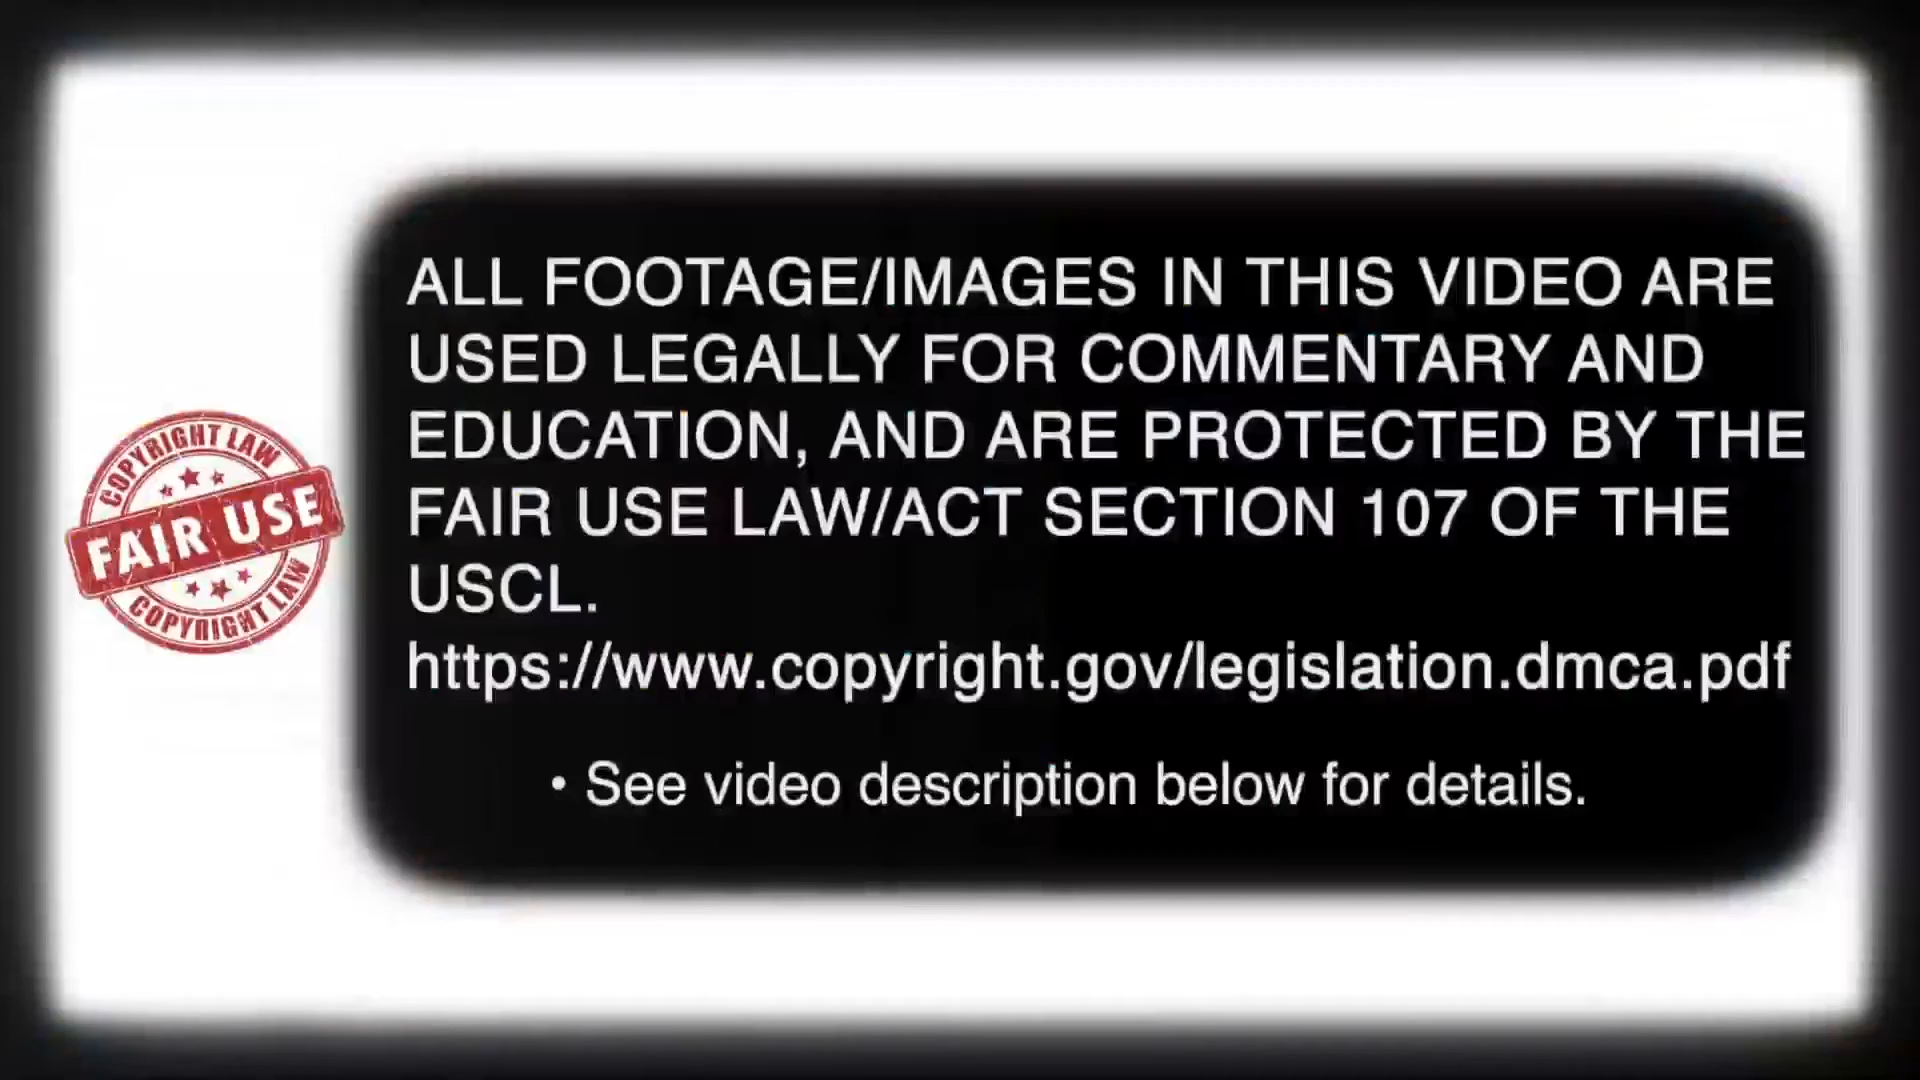 COPYRIGHT LAW
FAIR USE
COPYRIGHT LAW
ALL FOOTAGE/IMAGES IN THIS VIDEO ARE
USED LEGALLY FOR COMMENTARY AND
EDUCATION, AND ARE PROTECTED BY THE
FAIR USE LAW/ACT SECTION 107 OF THE
USCL.
https://www.copyright.gov/legislation.dmca.pdf
• See video description below for details.